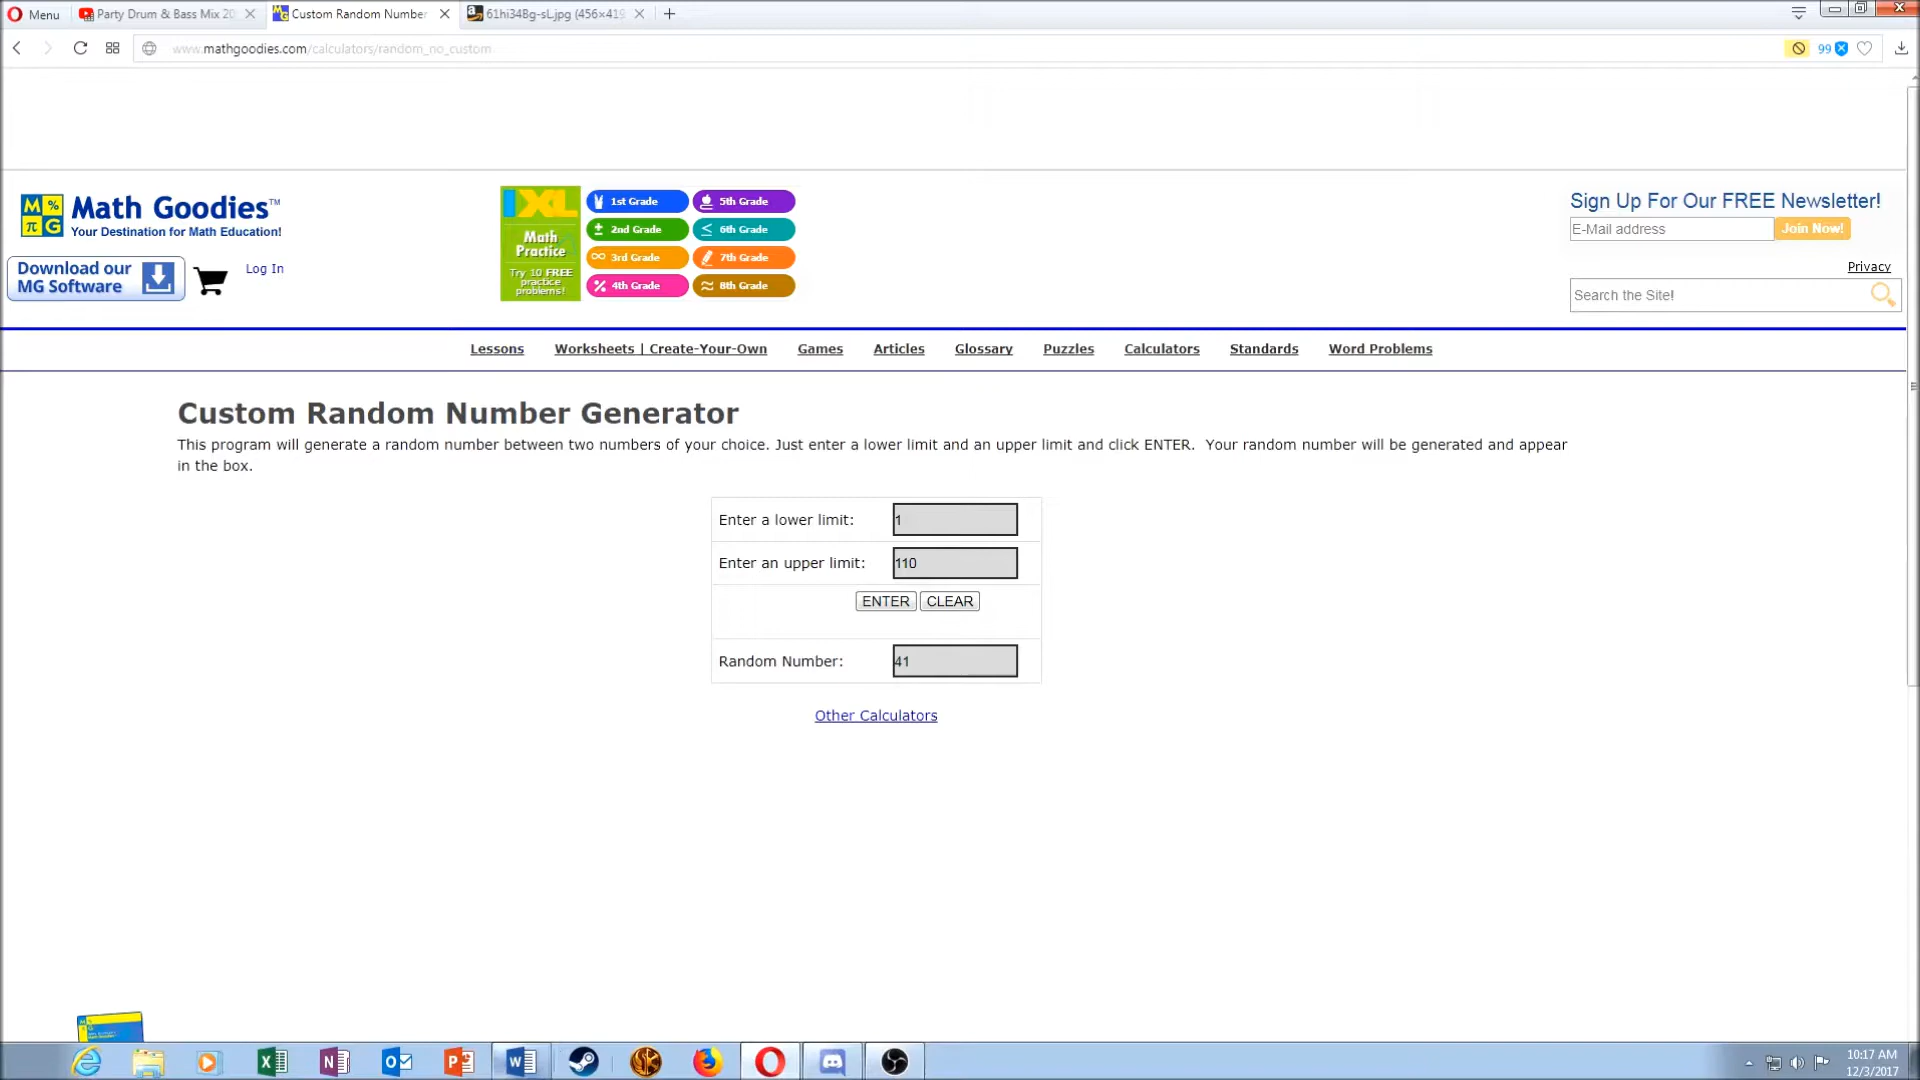 Menu
Party Drum & Bass Mix 20
Custom Random Number
61hi34Bg-sL.jpg (456×419
www.mathgoodies.com/calculators/random_no_custom
99
M % π G
Math Goodies™
Your Destination for Math Education!
Download our
MG Software
Log In
IXL
Math
Practice
Try 10 FREE
practice
problems!
1st Grade
5th Grade
2nd Grade
6th Grade
3rd Grade
7th Grade
4th Grade
8th Grade
Sign Up For Our FREE Newsletter!
E-Mail address
Join Now!
Privacy
Search the Site!
Lessons Worksheets | Create-Your-Own Games Articles Glossary Puzzles Calculators Standards Word Problems
Custom Random Number Generator
This program will generate a random number between two numbers of your choice. Just enter a lower limit and an upper limit and click ENTER. Your random number will be generated and appear
in the box.
Enter a lower limit: 1
Enter an upper limit: 110
ENTER CLEAR
Random Number: 41
Other Calculators
10:17 AM
12/3/2017